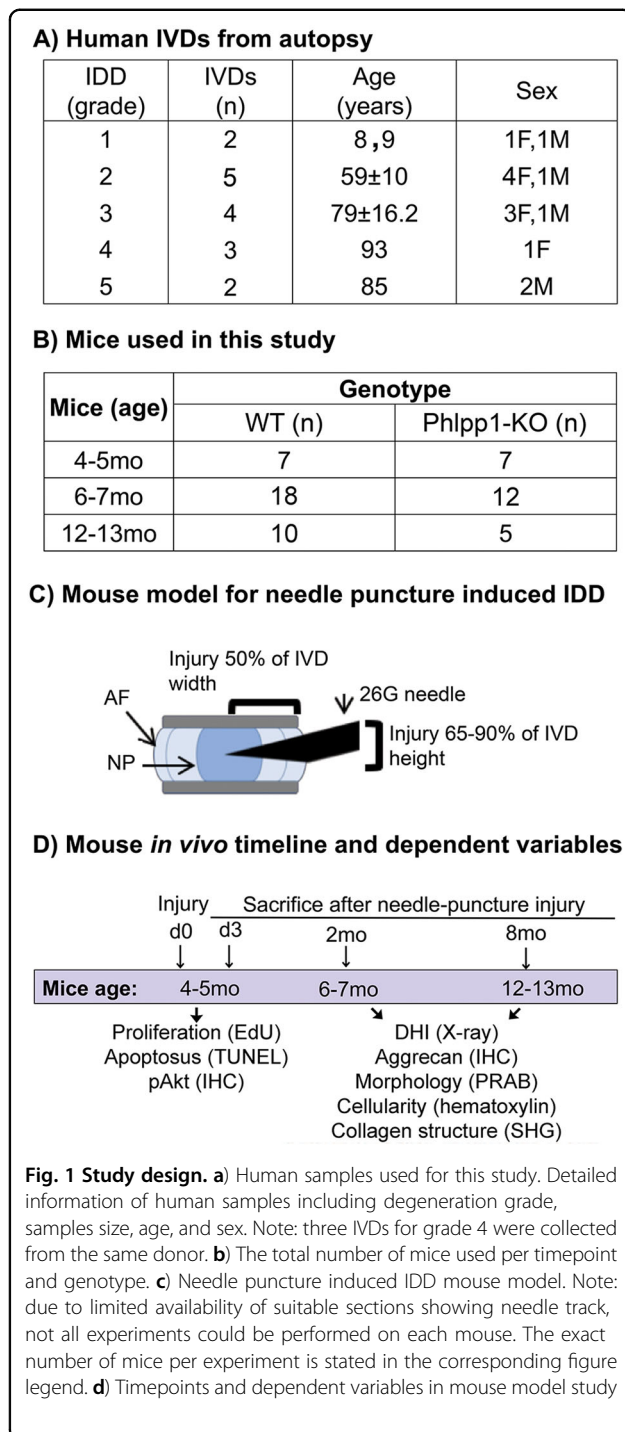 A) Human IVDs from autopsy
IDD (grade) IVDs (n) Age (years) Sex
1 2 8,9 1F,1M
2 5 59±10 4F,1M
3 4 79±16.2 3F,1M
4 3 93 1F
5 2 85 2M
B) Mice used in this study
Mice (age) Genotype
WT (n) Phlpp1-KO (n)
4-5mo 7 7
6-7mo 18 12
12-13mo 10 5
C) Mouse model for needle puncture induced IDD
Injury 50% of IVD
width
AF
26G needle
Injury 65-90% of IVD
height
NP
D) Mouse in vivo timeline and dependent variables
Injury Sacrifice after needle-puncture injury
d0 d3 2mo 8mo
Mice age: 4-5mo 6-7mo 12-13mo
Proliferation (EdU) DHI (X-ray)
Apoptosus (TUNEL) Aggrecan (IHC)
pAkt (IHC) Morphology (PRAB)
Cellularity (hematoxylin)
Collagen structure (SHG)
Fig. 1 Study design. a) Human samples used for this study. Detailed
information of human samples including degeneration grade,
samples size, age, and sex. Note: three IVDs for grade 4 were collected
from the same donor. b) The total number of mice used per timepoint
and genotype. c) Needle puncture induced IDD mouse model. Note:
due to limited availability of suitable sections showing needle track,
not all experiments could be performed on each mouse. The exact
number of mice per experiment is stated in the corresponding figure
legend. d) Timepoints and dependent variables in mouse model study